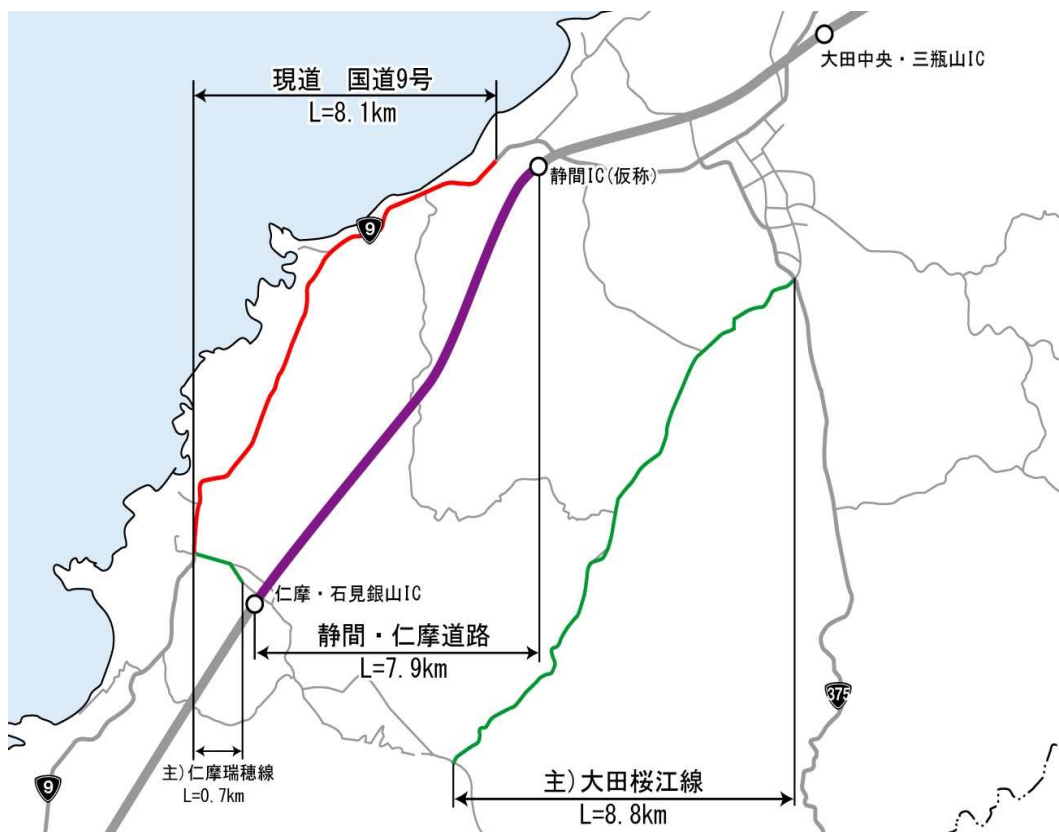 大田中央・三瓶山IC
現道　国道9号
L=8.1km
静間IC(仮称)
9
仁摩・石見銀山IC
静間・仁摩道路
L=7.9km
375
主)仁摩瑞穂線
L=0.7km
9
主)大田桜江線
L=8.8km